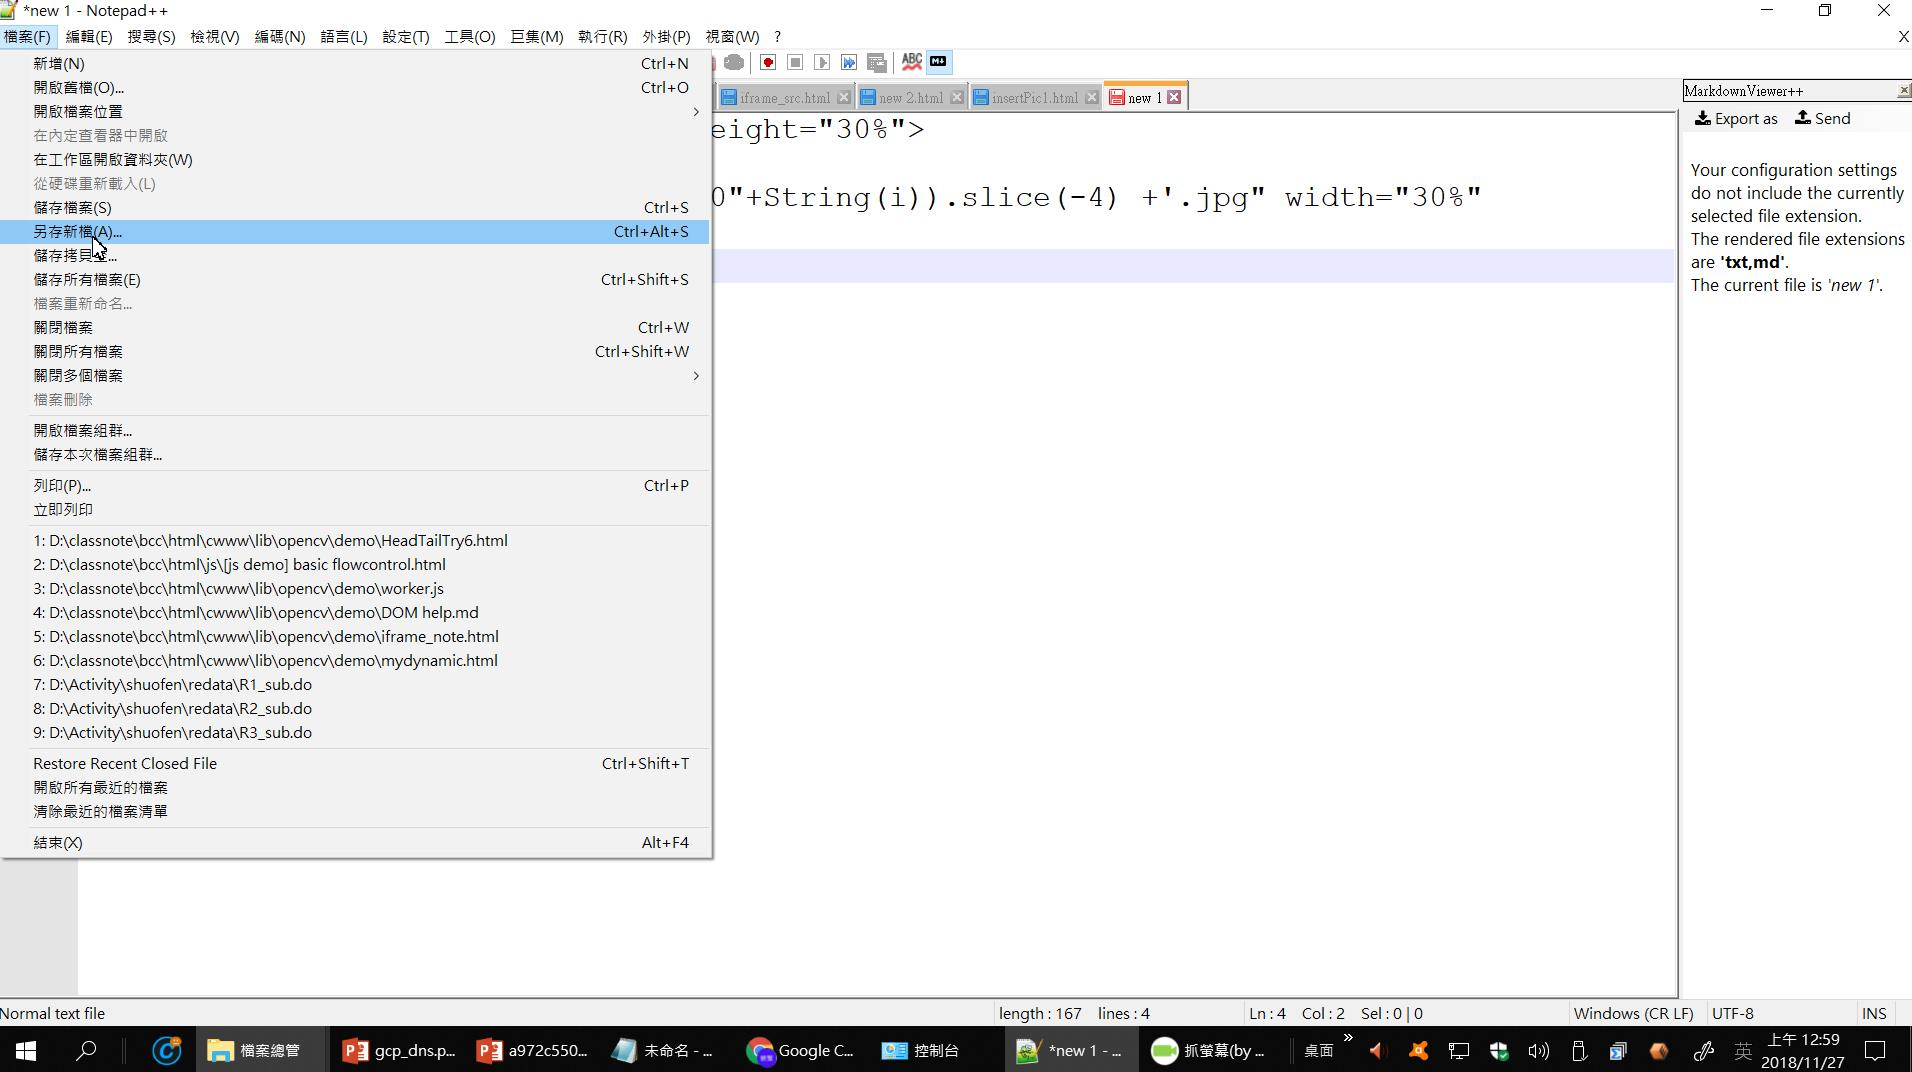 *new 1 - Notepad++
檔案(F) 編輯(E) 搜尋(S) 檢視(V) 編碼(N) 語言(L) 設定(T) 工具(O) 巨集(M) 執行(R) 外掛(P) 視窗(W) ? X
新增(N) Ctrl+N
開啟舊檔(O)... Ctrl+O
開啟檔案位置
在內定查看器中開啟
在工作區開啟資料夾(W)
從硬碟重新載入(L)
儲存檔案(S) Ctrl+S
另存新檔(A)... Ctrl+Alt+S
儲存拷貝...
儲存所有檔案(E) Ctrl+Shift+S
檔案重新命名...
關閉檔案 Ctrl+W
關閉所有檔案 Ctrl+Shift+W
關閉多個檔案
檔案刪除
開啟檔案組群...
儲存本次檔案組群...
列印(P)... Ctrl+P
立即列印
1: D:\classnote\bcc\html\cwww\lib\opencv\demo\HeadTailTry6.html
2: D:\classnote\bcc\html\js\[js demo] basic flowcontrol.html
3: D:\classnote\bcc\html\cwww\lib\opencv\demo\worker.js
4: D:\classnote\bcc\html\cwww\lib\opencv\demo\DOM help.md
5: D:\classnote\bcc\html\cwww\lib\opencv\demo\iframe_note.html
6: D:\classnote\bcc\html\cwww\lib\opencv\demo\mydynamic.html
7: D:\Activity\shuofen\redata\R1_sub.do
8: D:\Activity\shuofen\redata\R2_sub.do
9: D:\Activity\shuofen\redata\R3_sub.do
Restore Recent Closed File Ctrl+Shift+T
開啟所有最近的檔案
清除最近的檔案清單
結束(X) Alt+F4
ABC
iframe_src.html new 2.html insertPic1.html new 1
eight="30%">
0"+String(i)).slice(-4) +'.jpg" width="30%"
MarkdownViewer++
Export as Send
Your configuration settings
do not include the currently
selected file extension.
The rendered file extensions
are 'txt,md'.
The current file is 'new 1'.
Normal text file length : 167 lines : 4 Ln : 4 Col : 2 Sel : 0 | 0 Windows (CR LF) UTF-8 INS
檔案總管 gcp_dns.p... a972c550... 未命名 - ... Google C... 控制台 *new 1 - ... 抓螢幕(by ... 桌面 英 上午 12:59
2018/11/27